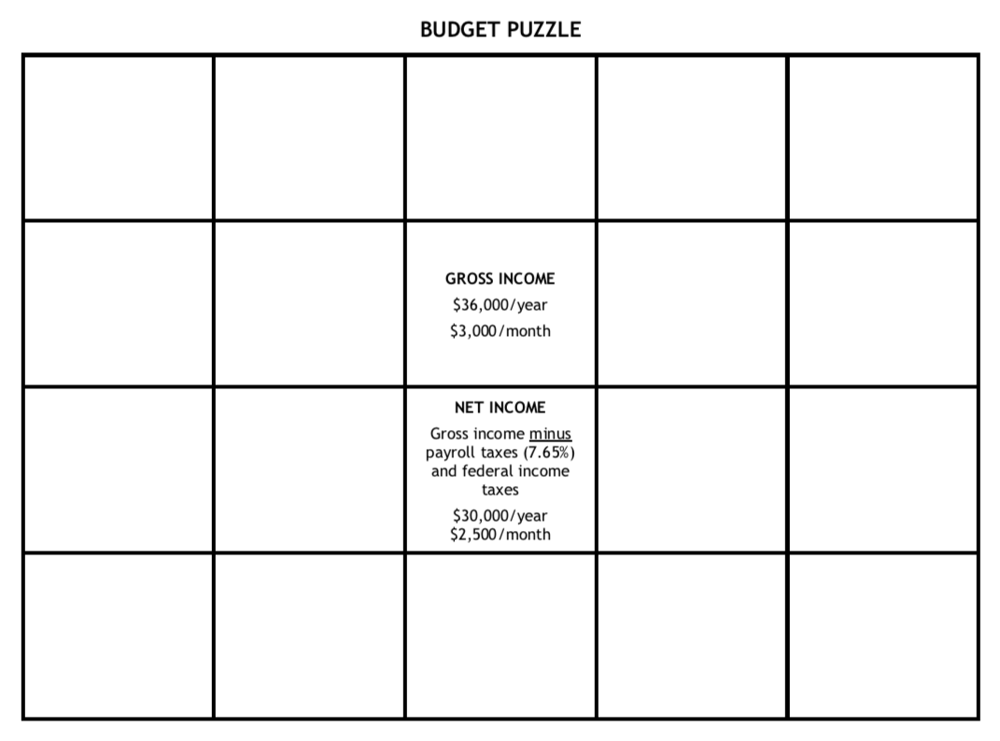 BUDGET PUZZLE
GROSS INCOME
$36,000/year
$3,000/month
NET INCOME
Gross income minus
payroll taxes (7.65%)
and federal income
taxes
$30,000/year
$2,500/month